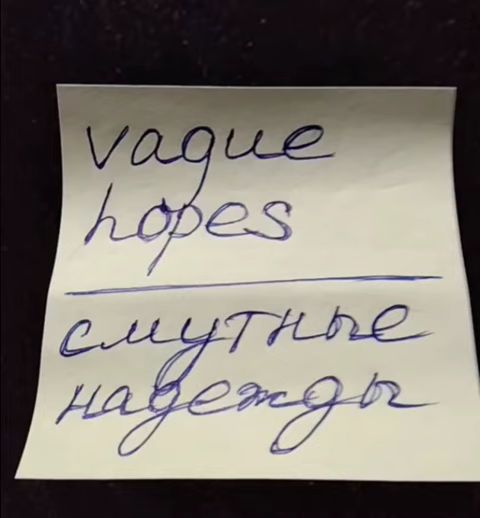 vague
hopes
смутные
надежды